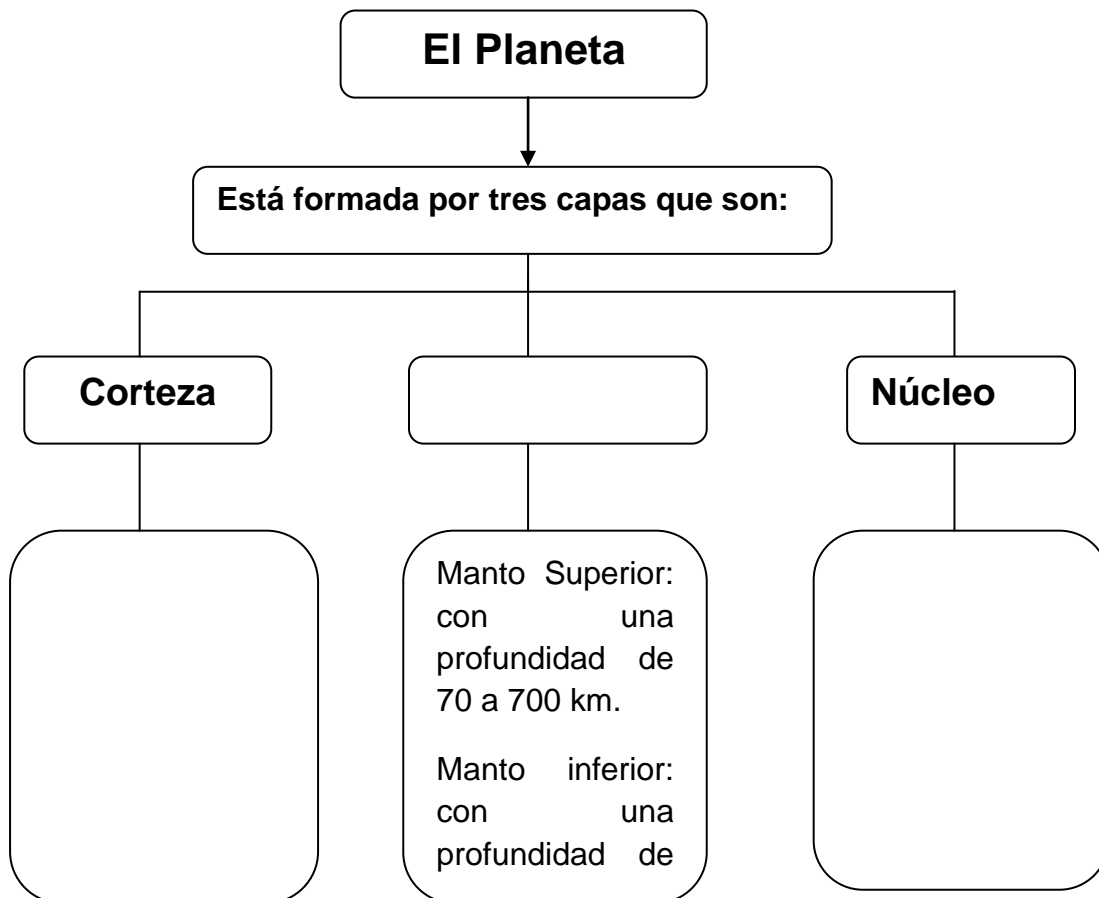 El Planeta
Está formada por tres capas que son:
Corteza
Núcleo
Manto Superior:
con una
profundidad de
70 a 700 km.
Manto inferior:
con una
profundidad de